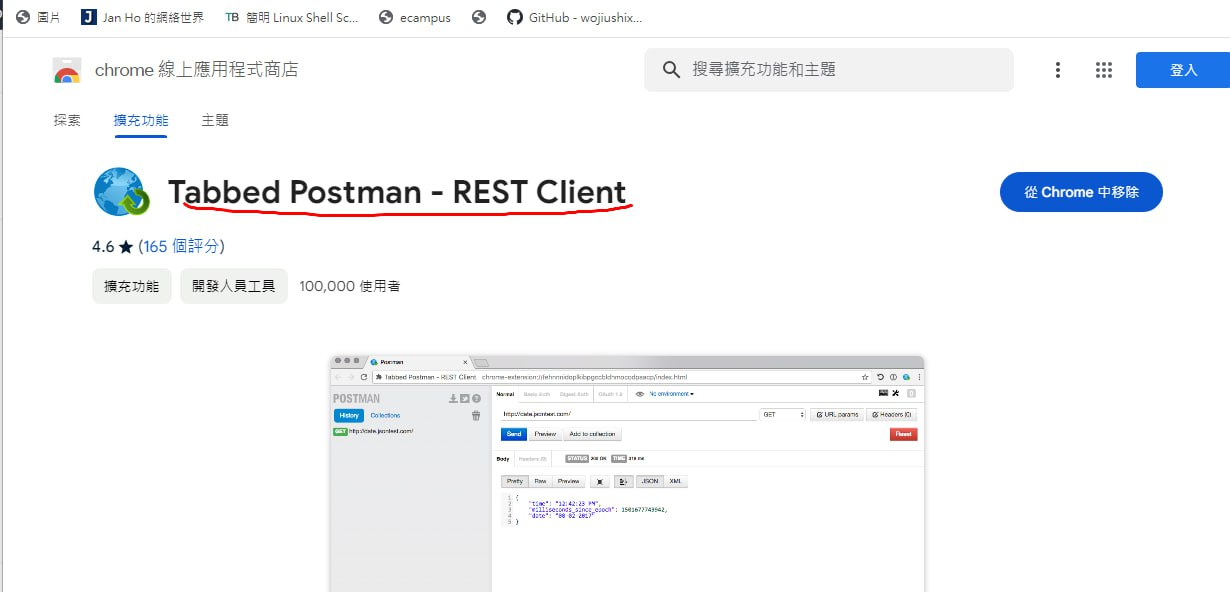 圖片 Jan Ho 的網絡世界 TB 簡明 Linux Shell Sc... ecampus GitHub - wojiushix...
chrome 線上應用程式商店 搜尋擴充功能和主題 登入
探索 擴充功能 主題
Tabbed Postman - REST Client 從 Chrome 中移除
4.6 ★ (165 個評分)
擴充功能 開發人員工具 100,000 使用者
Postman
Tabbed Postman - REST Client
POSTMAN Normal Basic Auth Digest Auth OAuth 1.0 No environment
History Collections http://date.jsontest.com/ GET URL params Headers (0)
GET http://date.jsontest.com/ Send Preview Add to collection Reset
Body Headers (9) STATUS 200 OK TIME 319 ms
Pretty Raw Preview JSON XML
1 {
2 "time": "12:42:23 PM",
3 "milliseconds_since_epoch": 1501677743942,
4 "date": "08-02-2017"
5 }